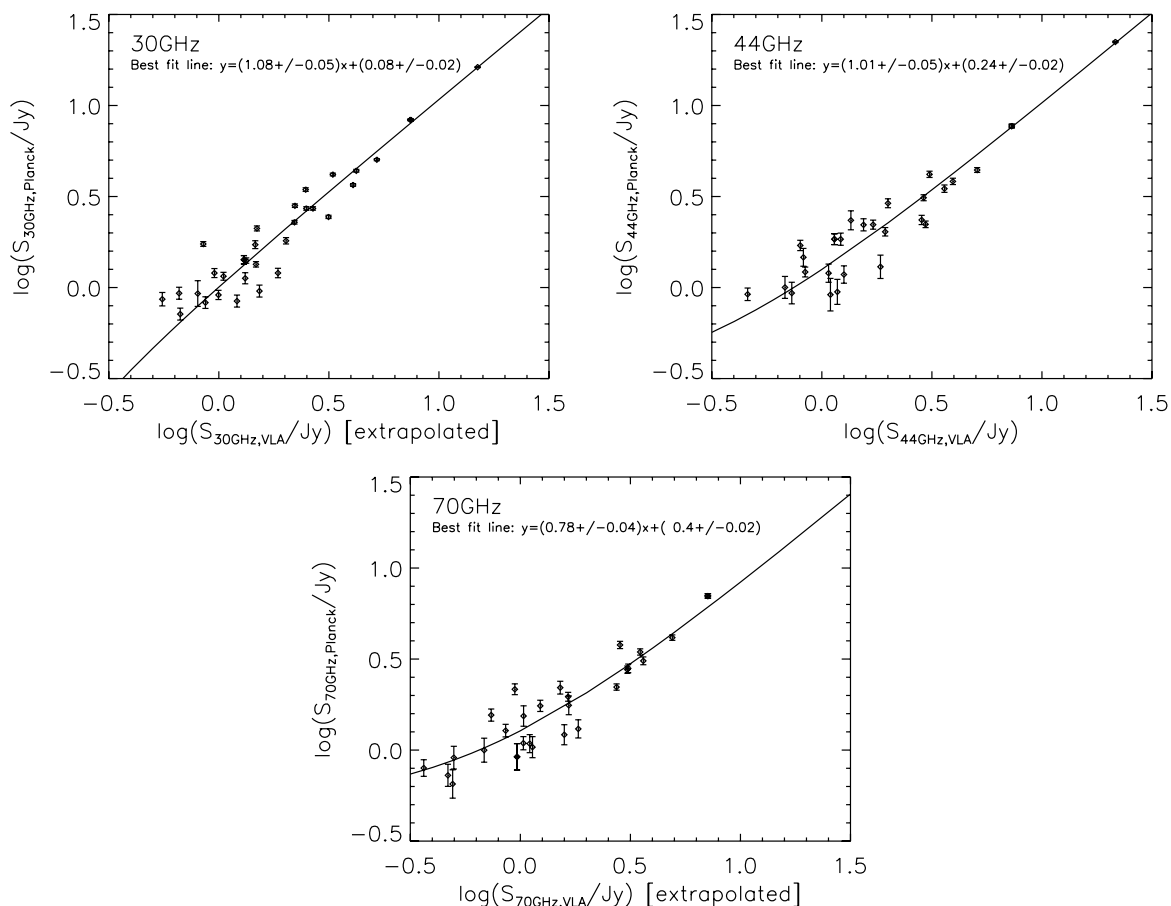 30GHz
Best fit line: y=(1.08+/-0.05)x+(0.08+/-0.02)
log(S30GHz,Planck/Jy)
1.5
1.0
0.5
0.0
−0.5
−0.5 0.0 0.5 1.0 1.5
log(S30GHz,VLA/Jy) [extrapolated]
44GHz
Best fit line: y=(1.01+/-0.05)x+(0.24+/-0.02)
log(S44GHz,Planck/Jy)
1.5
1.0
0.5
0.0
−0.5
−0.5 0.0 0.5 1.0 1.5
log(S44GHz,VLA/Jy)
70GHz
Best fit line: y=(0.78+/-0.04)x+( 0.4+/-0.02)
log(S70GHz,Planck/Jy)
1.5
1.0
0.5
0.0
−0.5
−0.5 0.0 0.5 1.0 1.5
log(S70GHz,VLA/Jy) [extrapolated]